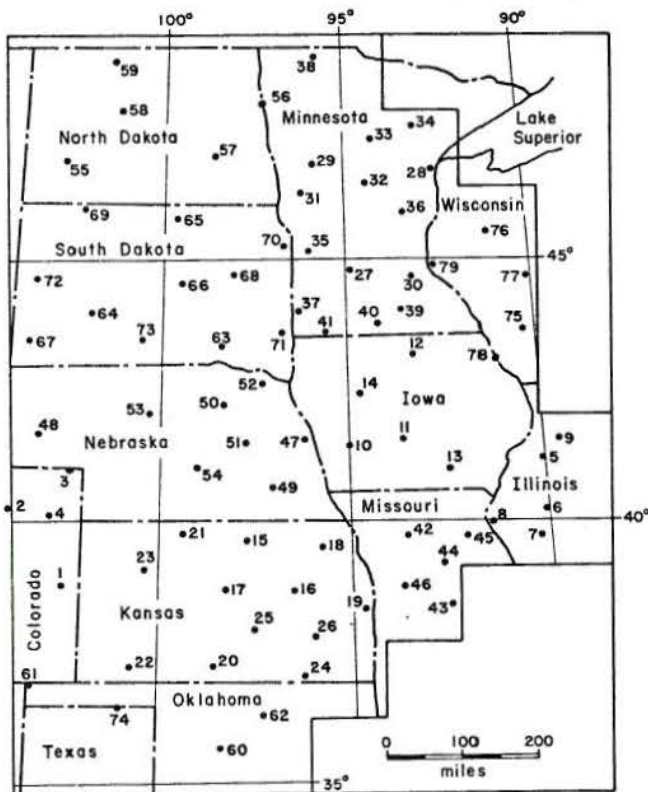 100° 95° 90°
59 38
58 56
North Dakota Minnesota 34 Lake
33 Superior
57 29
55 32 28
31
69 65 36 Wisconsin
76
South Dakota 70 35 45°
72 68 27 79 77
66 30
64 37 40 39
73 63 71 41 75
67 12 78
52 14
53 50 Iowa
48 11 9
Nebraska 51 47 10 5
3 54 13
49 Illinois
2 4 Missouri 8 6 40°
21 15 18 42 45 7
23 44
1 17 16 46
Colorado Kansas 19 43
25 26
22 20 24
61 Oklahoma
74 62
60 0 100 200
Texas miles
35°